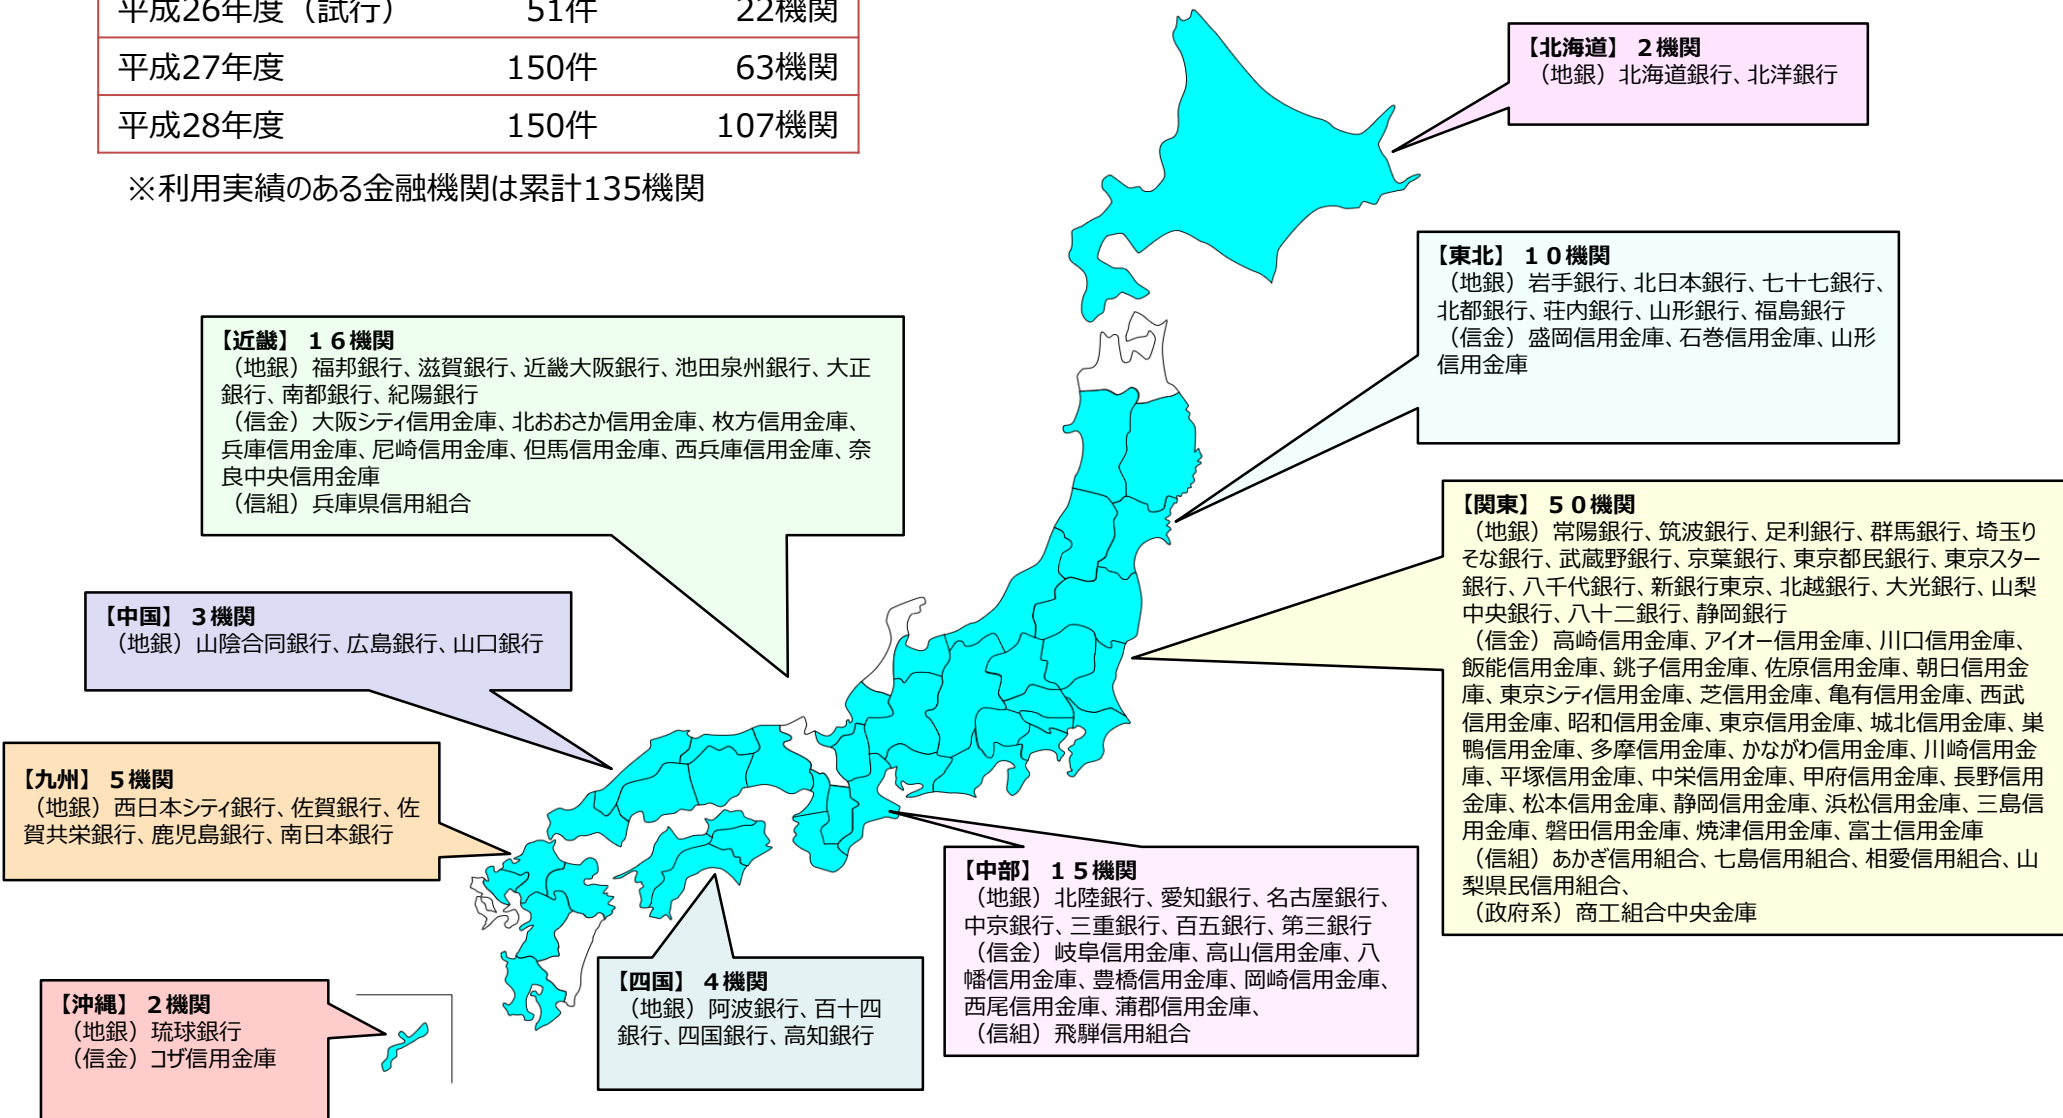 平成26年度（試行） 51件 22機関
平成27年度 150件 63機関
平成28年度 150件 107機関
※利用実績のある金融機関は累計135機関
【北海道】 2機関
（地銀）北海道銀行、北洋銀行
【東北】 １０機関
（地銀）岩手銀行、北日本銀行、七十七銀行、
北都銀行、荘内銀行、山形銀行、福島銀行
（信金）盛岡信用金庫、石巻信用金庫、山形
信用金庫
【近畿】 １６機関
（地銀）福邦銀行、滋賀銀行、近畿大阪銀行、池田泉州銀行、大正
銀行、南都銀行、紀陽銀行
（信金）大阪シティ信用金庫、北おおさか信用金庫、枚方信用金庫、
兵庫信用金庫、尼崎信用金庫、但馬信用金庫、西兵庫信用金庫、奈
良中央信用金庫
（信組）兵庫県信用組合
【関東】 ５０機関
（地銀）常陽銀行、筑波銀行、足利銀行、群馬銀行、埼玉り
そな銀行、武蔵野銀行、京葉銀行、東京都民銀行、東京スター
銀行、八千代銀行、新銀行東京、北越銀行、大光銀行、山梨
中央銀行、八十二銀行、静岡銀行
（信金）高崎信用金庫、アイオー信用金庫、川口信用金庫、
飯能信用金庫、銚子信用金庫、佐原信用金庫、朝日信用金
庫、東京シティ信用金庫、芝信用金庫、亀有信用金庫、西武
信用金庫、昭和信用金庫、東京信用金庫、城北信用金庫、巣
鴨信用金庫、多摩信用金庫、かながわ信用金庫、川崎信用金
庫、平塚信用金庫、中栄信用金庫、甲府信用金庫、長野信用
金庫、松本信用金庫、静岡信用金庫、浜松信用金庫、三島信
用金庫、磐田信用金庫、焼津信用金庫、富士信用金庫
（信組）あかぎ信用組合、七島信用組合、相愛信用組合、山
梨県民信用組合、
（政府系）商工組合中央金庫
【中国】 ３機関
（地銀）山陰合同銀行、広島銀行、山口銀行
【九州】 ５機関
（地銀）西日本シティ銀行、佐賀銀行、佐
賀共栄銀行、鹿児島銀行、南日本銀行
【中部】 １５機関
（地銀）北陸銀行、愛知銀行、名古屋銀行、
中京銀行、三重銀行、百五銀行、第三銀行
（信金）岐阜信用金庫、高山信用金庫、八
幡信用金庫、豊橋信用金庫、岡崎信用金庫、
西尾信用金庫、蒲郡信用金庫、
（信組）飛騨信用組合
【四国】 ４機関
（地銀）阿波銀行、百十四
銀行、四国銀行、高知銀行
【沖縄】 ２機関
（地銀）琉球銀行
（信金）コザ信用金庫